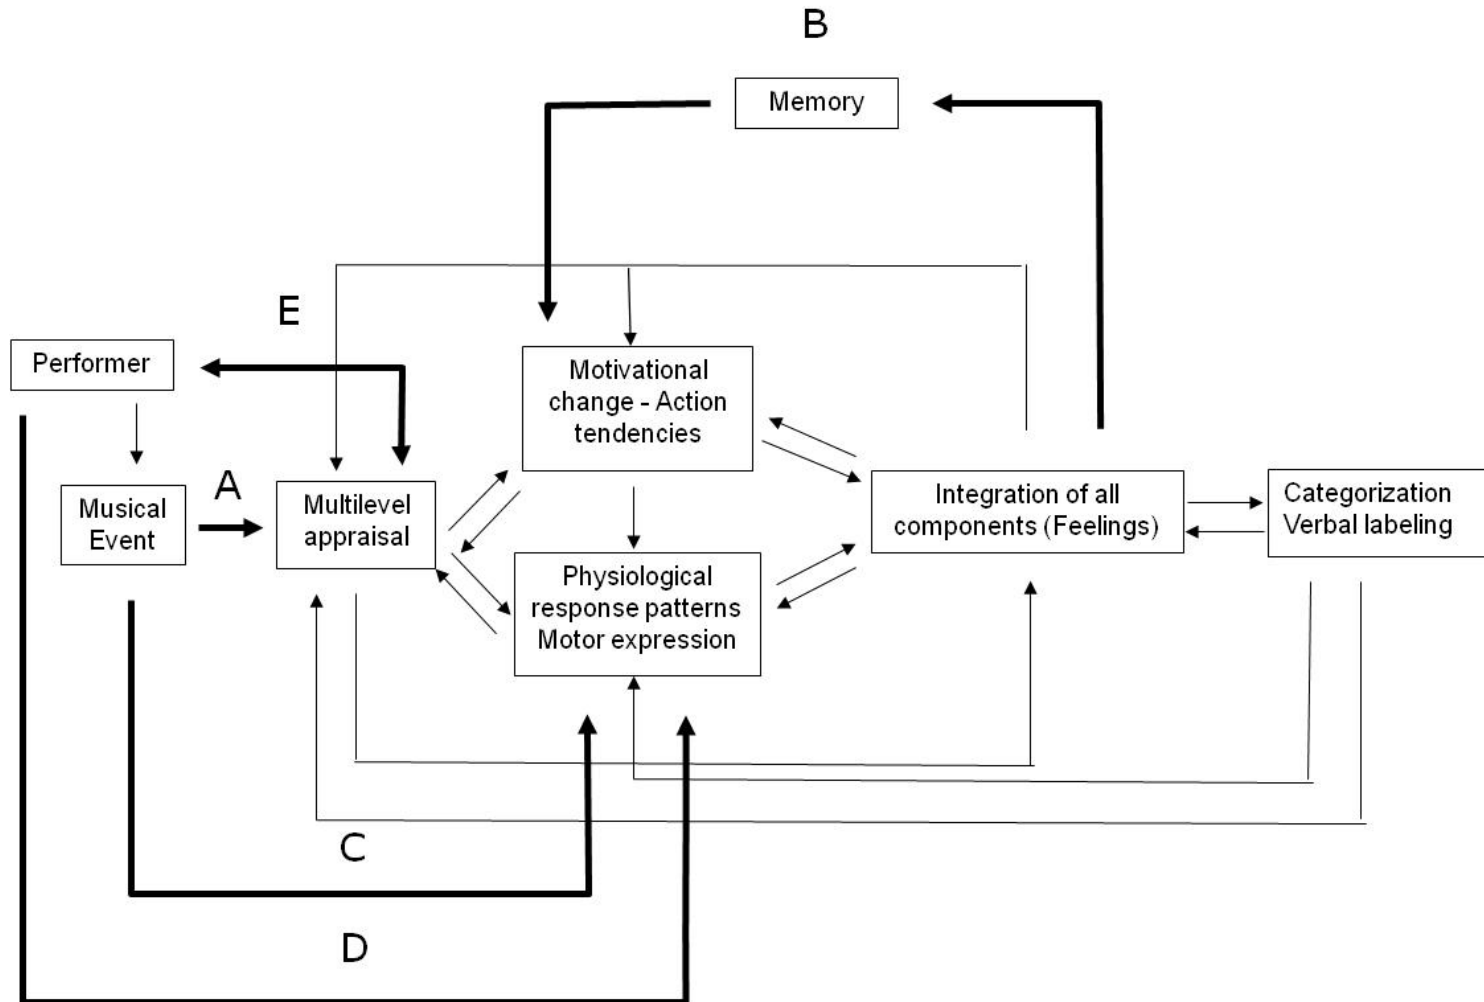 B
Memory
E
Performer
Motivational
change - Action
tendencies
A
Musical
Event
Multilevel
appraisal
Integration of all
components (Feelings)
Categorization
Verbal labeling
Physiological
response patterns
Motor expression
C
D